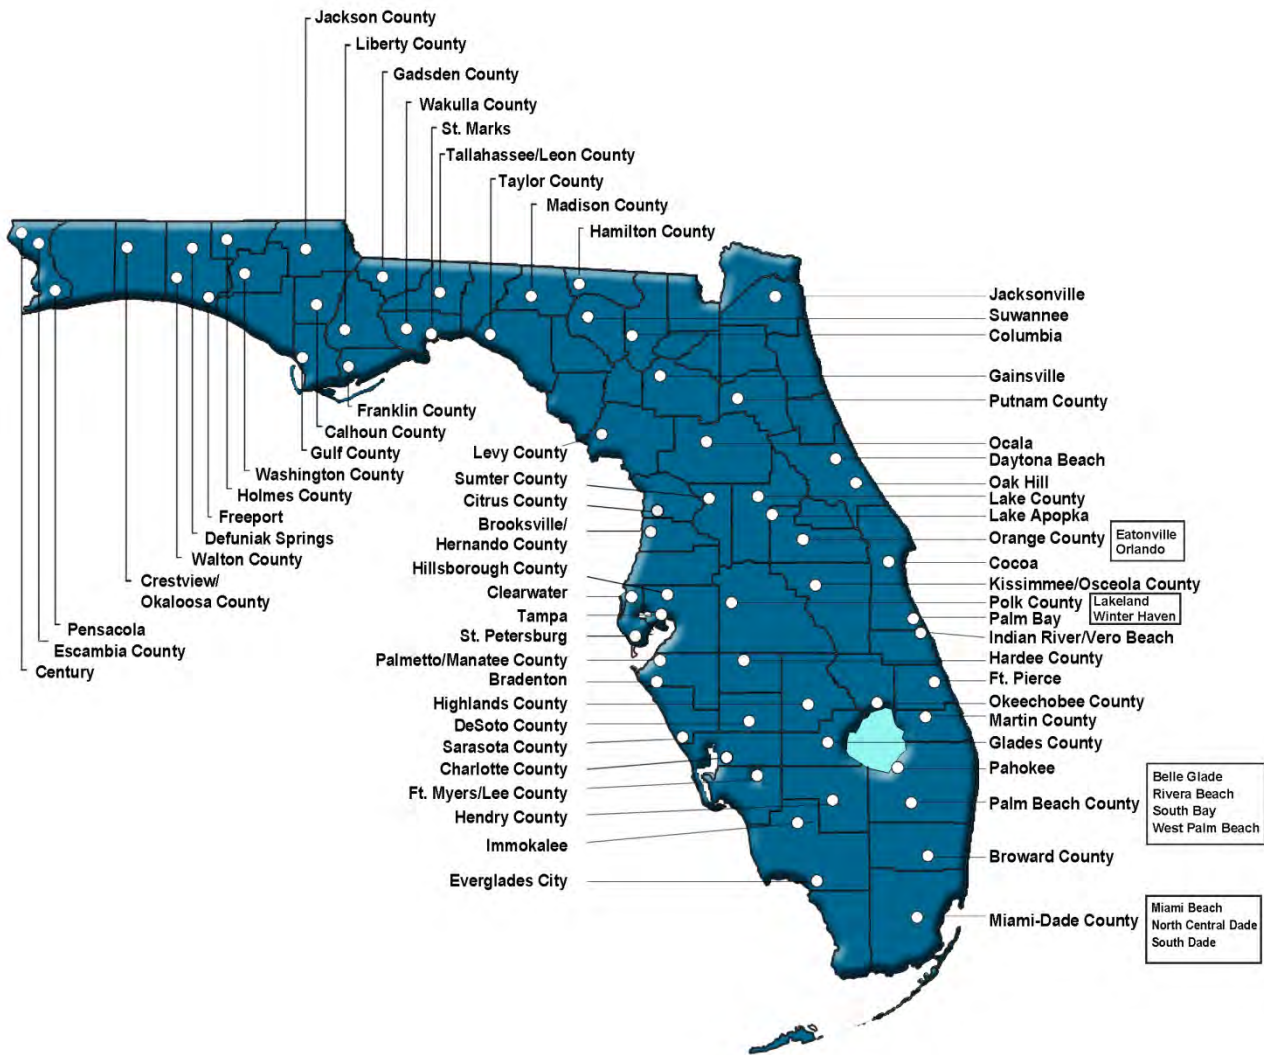 Jackson County
Liberty County
Gadsden County
Wakulla County
St. Marks
Tallahassee/Leon County
Taylor County
Madison County
Hamilton County
Franklin County
Calhoun County
Gulf County
Washington County
Holmes County
Freeport
Defuniak Springs
Walton County
Crestview/
Okaloosa County
Pensacola
Escambia County
Century
Levy County
Sumter County
Citrus County
Brooksville/
Hernando County
Hillsborough County
Clearwater
Tampa
St. Petersburg
Palmetto/Manatee County
Bradenton
Highlands County
DeSoto County
Sarasota County
Charlotte County
Ft. Myers/Lee County
Hendry County
Immokalee
Everglades City
Jacksonville
Suwannee
Columbia
Gainsville
Putnam County
Ocala
Daytona Beach
Oak Hill
Lake County
Lake Apopka
Orange County
Eatonville
Orlando
Cocoa
Kissimmee/Osceola County
Polk County
Lakeland
Winter Haven
Palm Bay
Indian River/Vero Beach
Hardee County
Ft. Pierce
Okeechobee County
Martin County
Glades County
Pahokee
Palm Beach County
Belle Glade
Rivera Beach
South Bay
West Palm Beach
Broward County
Miami-Dade County
Miami Beach
North Central Dade
South Dade